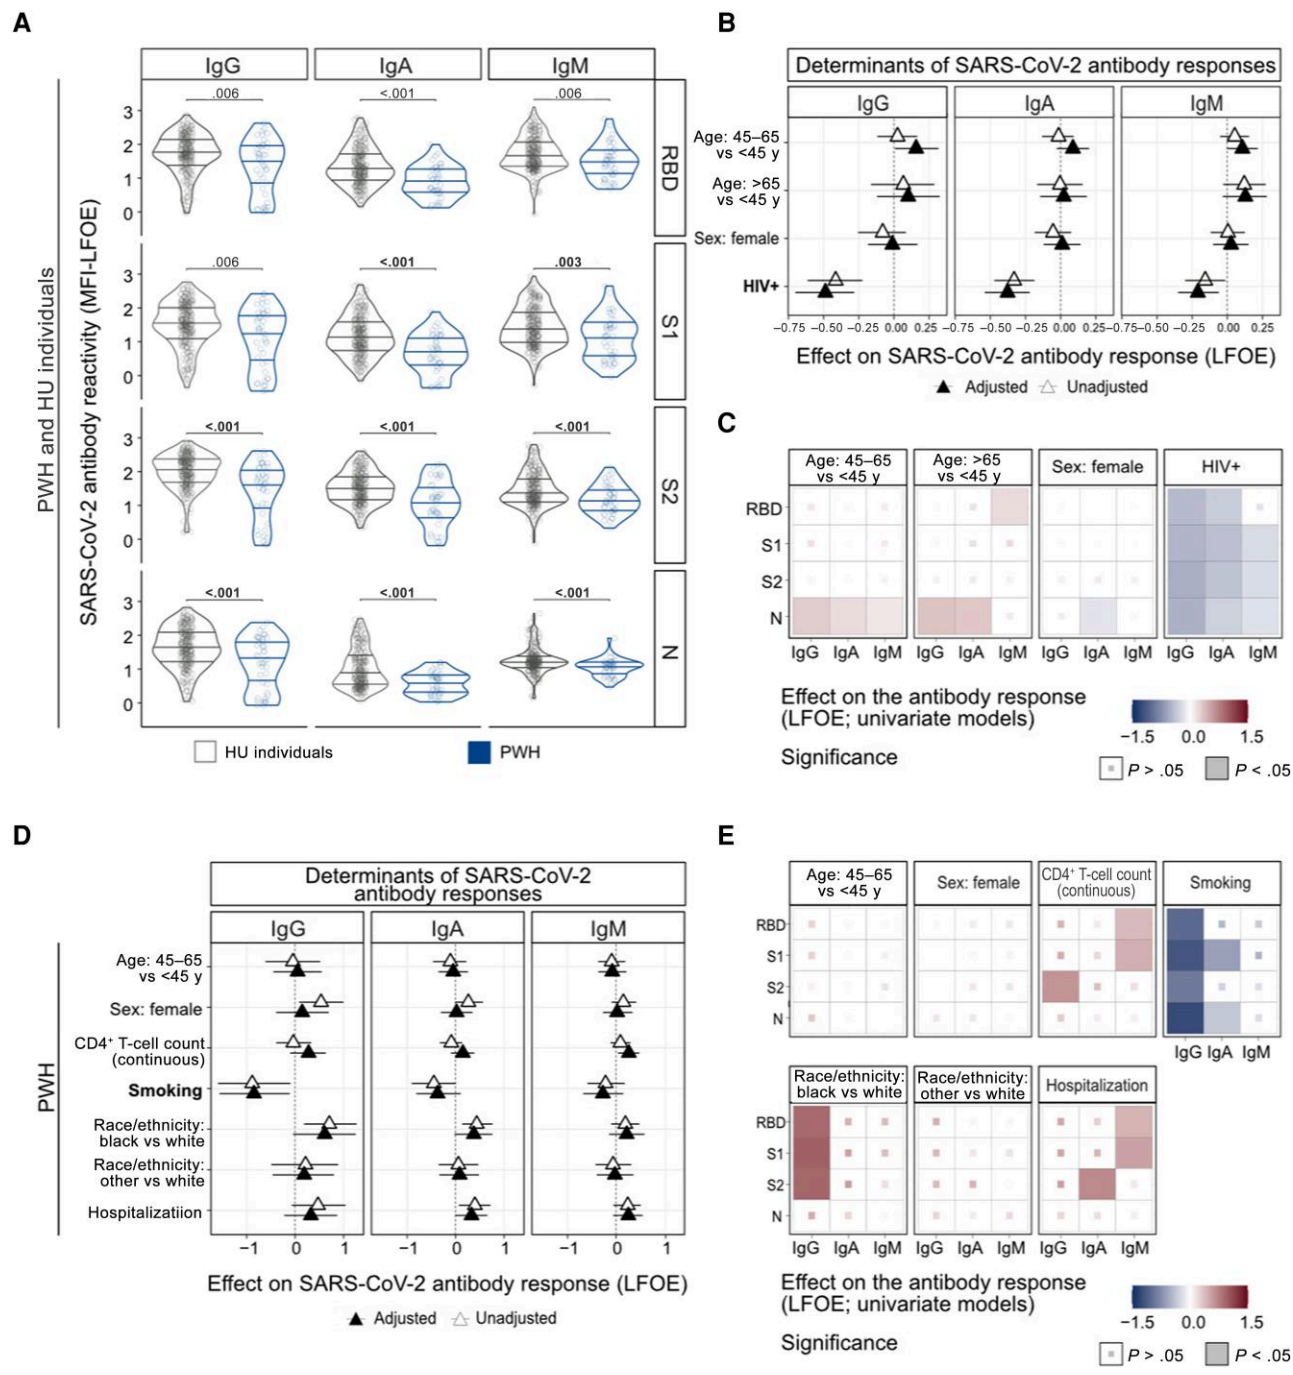 A
IgG IgA IgM
PWH and HU individuals
SARS-CoV-2 antibody reactivity (MFI-LFOE)
.006 <.001 .006
3
2
1
0
RBD
.006 <.001 .003
3
2
1
0
S1
<.001 <.001 <.001
3
2
1
0
S2
<.001 <.001 <.001
3
2
1
0
N
HU individuals PWH
B
Determinants of SARS-CoV-2 antibody responses
IgG IgA IgM
Age: 45–65
vs <45 y
Age: >65
vs <45 y
Sex: female
HIV+
−0.75 −0.50 0.00 0.25 −0.75 −0.50 0.00 0.25 −0.75 −0.50 0.00 0.25
Effect on SARS-CoV-2 antibody response (LFOE)
Adjusted Unadjusted
C
Age: 45–65
vs <45 y
Age: >65
vs <45 y
Sex: female
HIV+
RBD
S1
S2
N
IgG IgA IgM IgG IgA IgM IgG IgA IgM IgG IgA IgM
Effect on the antibody response
(LFOE; univariate models)
−1.5 0.0 1.5
Significance
P > .05 P < .05
D
Determinants of SARS-CoV-2
antibody responses
IgG IgA IgM
PWH
Age: 45–65
vs <45 y
Sex: female
CD4+ T-cell count
(continuous)
Smoking
Race/ethnicity:
black vs white
Race/ethnicity:
other vs white
Hospitalizatiion
−1 0 1 −1 0 1 −1 0 1
Effect on SARS-CoV-2 antibody response (LFOE)
Adjusted Unadjusted
E
Age: 45–65
vs <45 y
Sex: female
CD4+ T-cell count
(continuous)
Smoking
RBD
S1
S2
N
IgG IgA IgM
Race/ethnicity:
black vs white
Race/ethnicity:
other vs white
Hospitalization
RBD
S1
S2
N
IgG IgA IgM IgG IgA IgM IgG IgA IgM
Effect on the antibody response
(LFOE; univariate models)
−1.5 0.0 1.5
Significance
P > .05 P < .05